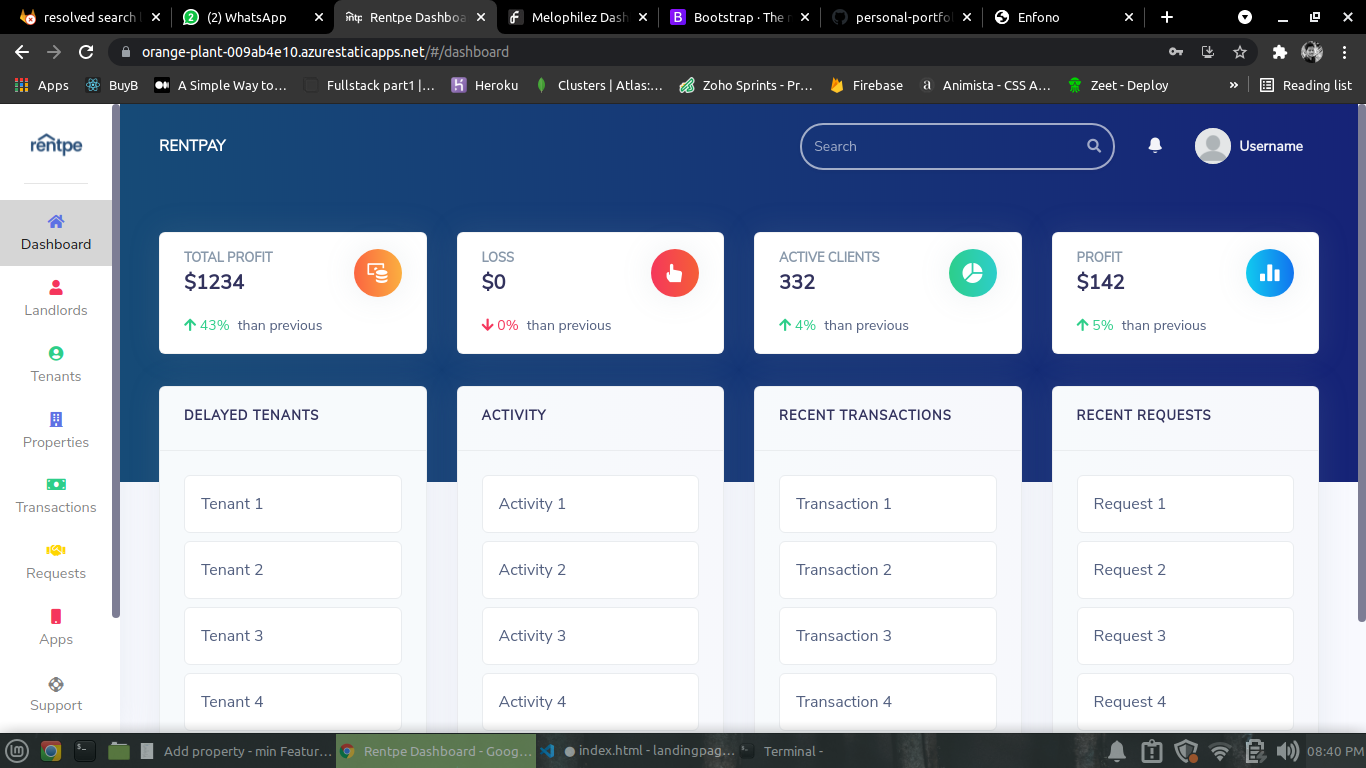 resolved search
(2) WhatsApp
Rentpe Dashboa
Melophilez Dash
Bootstrap · The
personal-portfo
Enfono
orange-plant-009ab4e10.azurestaticapps.net/#/dashboard
Apps
BuyB
A Simple Way to...
Fullstack part1 |...
Heroku
Clusters | Atlas:...
Zoho Sprints - Pr...
Firebase
Animista - CSS A...
Zeet - Deploy
»
Reading list
rentpe
RENTPAY
Search
Username
Dashboard
Landlords
Tenants
Properties
Transactions
Requests
Apps
Support
TOTAL PROFIT
$1234
43% than previous
LOSS
$0
0% than previous
ACTIVE CLIENTS
332
4% than previous
PROFIT
$142
5% than previous
DELAYED TENANTS
Tenant 1
Tenant 2
Tenant 3
Tenant 4
ACTIVITY
Activity 1
Activity 2
Activity 3
Activity 4
RECENT TRANSACTIONS
Transaction 1
Transaction 2
Transaction 3
Transaction 4
RECENT REQUESTS
Request 1
Request 2
Request 3
Request 4
Add property - min Featur...
Rentpe Dashboard - Goog...
index.html - landingpag...
Terminal -
08:40 PM